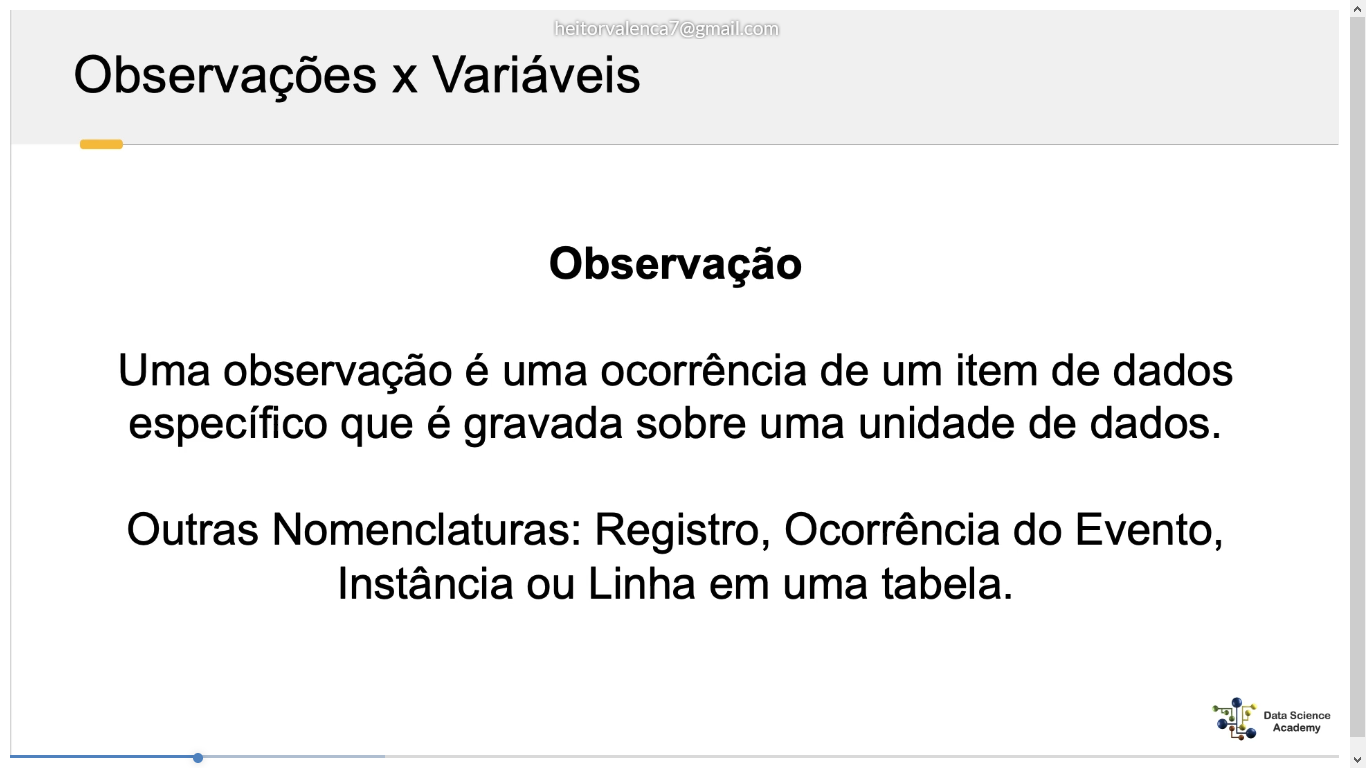 heitorvalenca7@gmail.com
Observações x Variáveis
Observação
Uma observação é uma ocorrência de um item de dados
específico que é gravada sobre uma unidade de dados.
Outras Nomenclaturas: Registro, Ocorrência do Evento,
Instância ou Linha em uma tabela.
Data Science
Academy